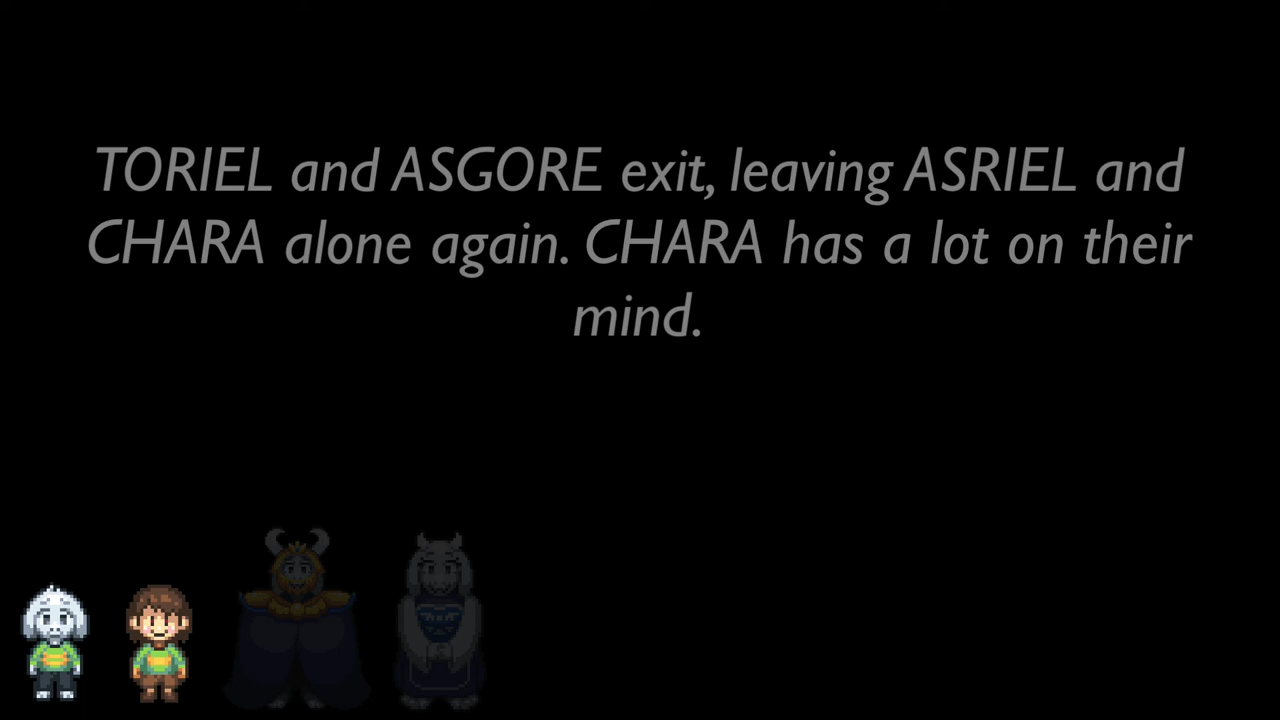 TORIEL and ASGORE exit, leaving ASRIEL and
CHARA alone again. CHARA has a lot on their
mind.